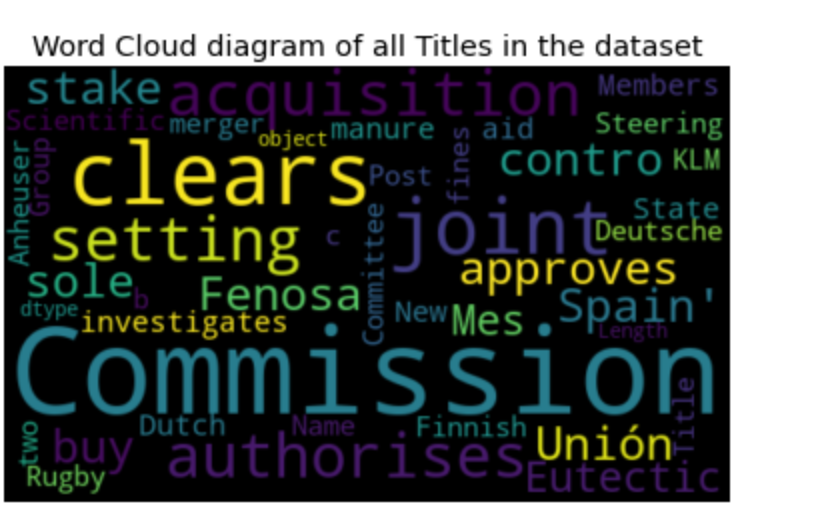 Word Cloud diagram of all Titles in the dataset
stake
acquisition
Members
Scientific
merger
object
manure
aid
Steering
Anheuser
Group
clears
Post
fines
contro
KLM
setting
c
Committee
joint
State
Deutsche
sole
b
Fenosa
approves
dtype
investigates
New
Mes
Spain'
Length
Commission
two
buy
Dutch
Name
Finnish
Title
authorises
Unión
Rugby
Eutectic